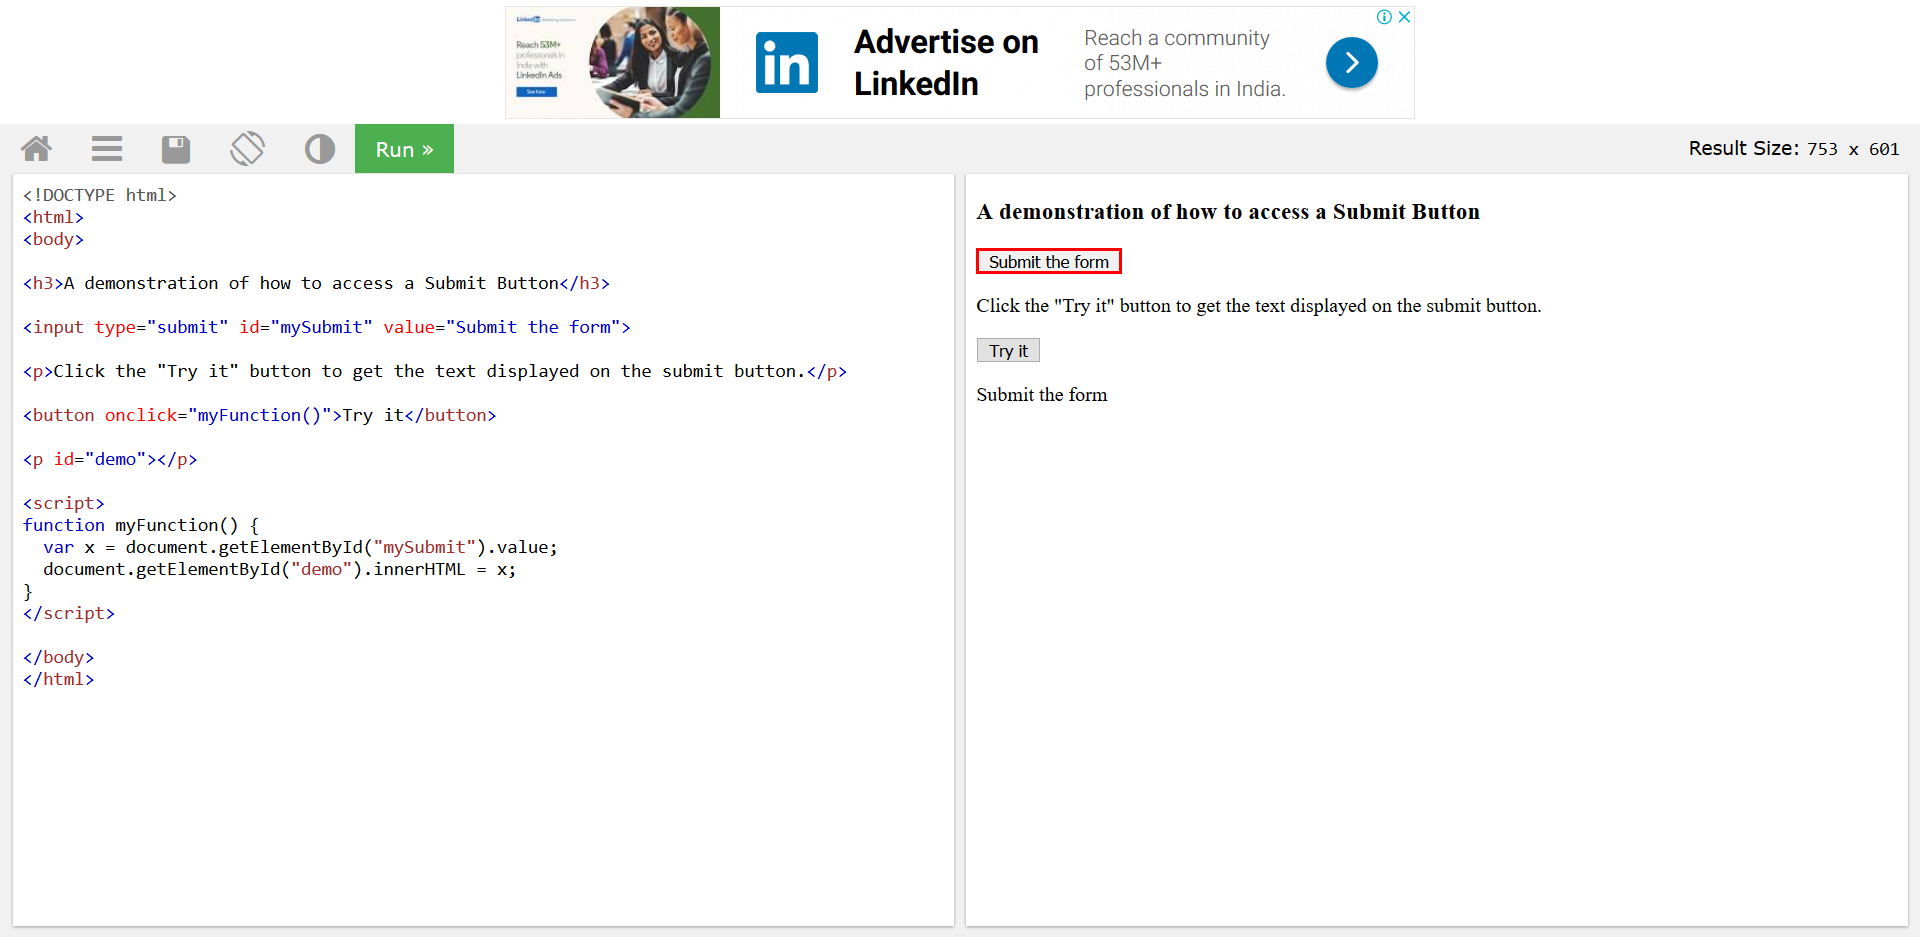 LinkedIn Marketing Solutions
Reach 53M+
professionals in
India with
LinkedIn Ads
in
Advertise on
LinkedIn
Reach a community
of 53M+
professionals in India.
Run »
Result Size: 753 x 601
<!DOCTYPE html>
<html>
<body>
<h3>A demonstration of how to access a Submit Button</h3>
<input type="submit" id="mySubmit" value="Submit the form">
<p>Click the "Try it" button to get the text displayed on the submit button.</p>
<button onclick="myFunction()">Try it</button>
<p id="demo"></p>
<script>
function myFunction() {
  var x = document.getElementById("mySubmit").value;
  document.getElementById("demo").innerHTML = x;
}
</script>
</body>
</html>
A demonstration of how to access a Submit Button
Submit the form
Click the "Try it" button to get the text displayed on the submit button.
Try it
Submit the form